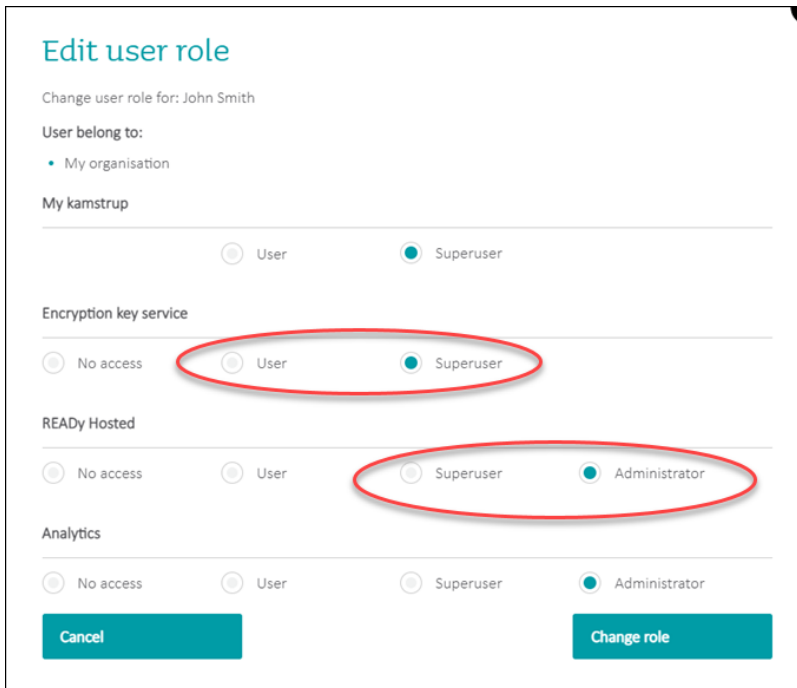 Edit user role
Change user role for: John Smith
User belong to:
• My organisation
My kamstrup
User Superuser
Encryption key service
No access User Superuser
READy Hosted
No access User Superuser Administrator
Analytics
No access User Superuser Administrator
Cancel Change role